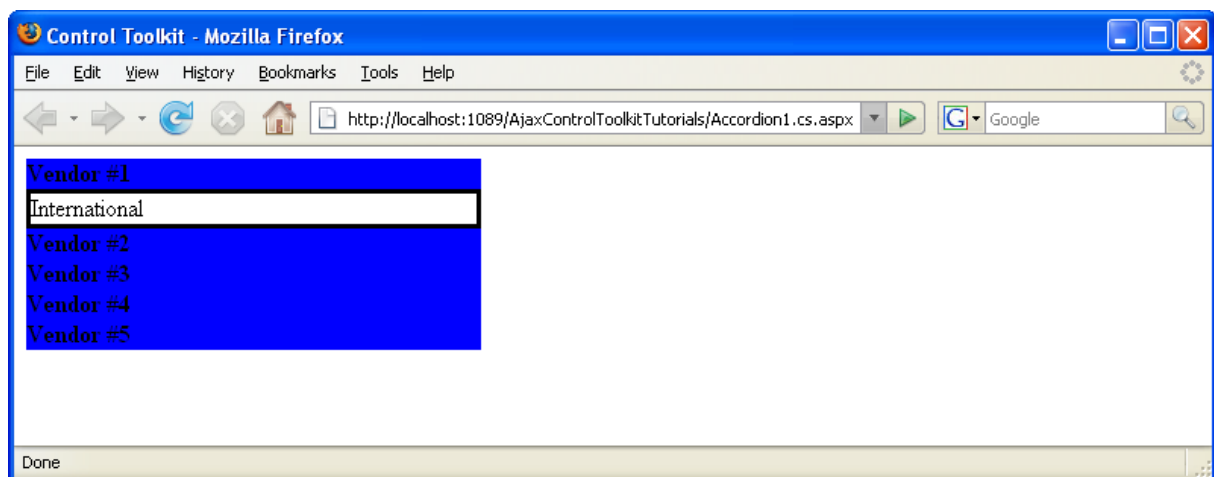 Control Toolkit - Mozilla Firefox
File Edit View History Bookmarks Tools Help
http://localhost:1089/AjaxControlToolkitTutorials/Accordion1.cs.aspx G Google
Vendor #1
International
Vendor #2
Vendor #3
Vendor #4
Vendor #5
Done